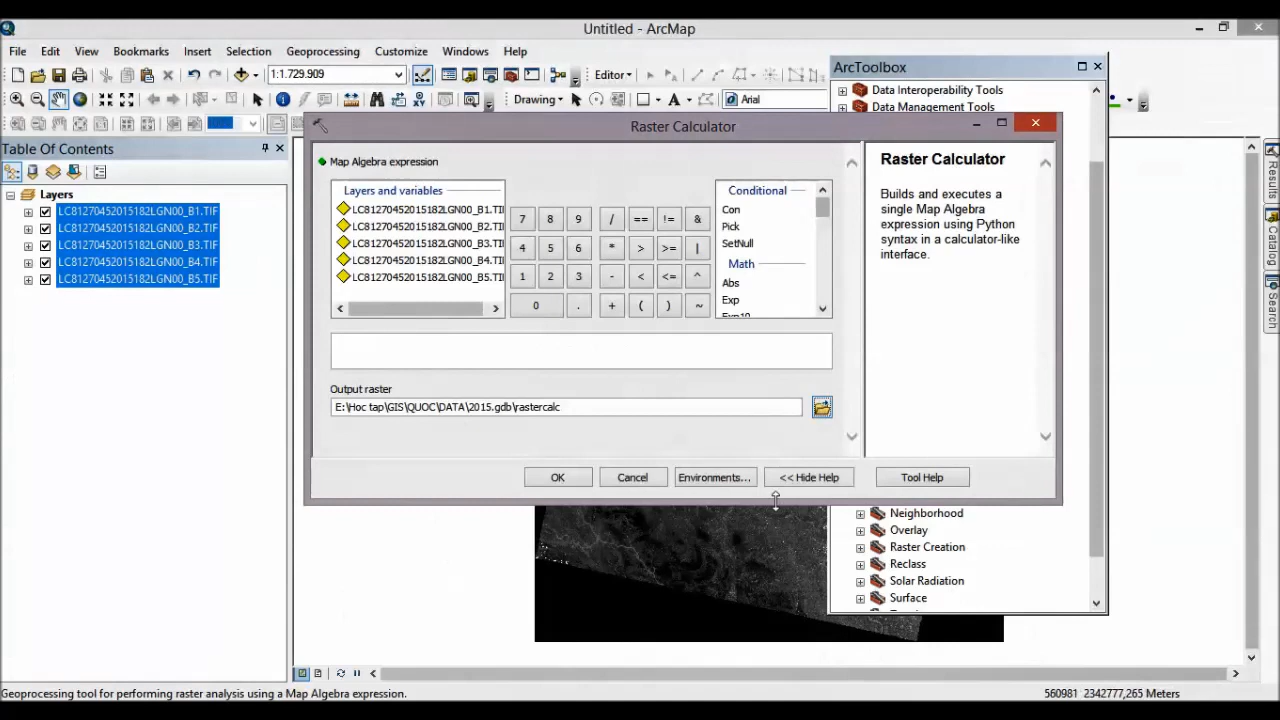 Untitled - ArcMap
File Edit View Bookmarks Insert Selection Geoprocessing Customize Windows Help
1:1.729.909
Editor
Drawing
Arial
ArcToolbox
Data Interoperability Tools
Data Management Tools
Table Of Contents
Layers
LC81270452015182LGN00_B1.TIF
LC81270452015182LGN00_B2.TIF
LC81270452015182LGN00_B3.TIF
LC81270452015182LGN00_B4.TIF
LC81270452015182LGN00_B5.TIF
Raster Calculator
Map Algebra expression
Layers and variables
LC81270452015182LGN00_B1.TI
LC81270452015182LGN00_B2.TI
LC81270452015182LGN00_B3.TI
LC81270452015182LGN00_B4.TI
LC81270452015182LGN00_B5.TI
7 8 9 / == != &
4 5 6 * > >= |
1 2 3 - < <= ^
0 . + ( ) ~
Conditional
Con
Pick
SetNull
Math
Abs
Exp
Exp10
Output raster
E:\Hoc tap\GIS\QUOC\DATA\2015.gdb\rastercalc
OK Cancel Environments... << Hide Help Tool Help
Raster Calculator
Builds and executes a
single Map Algebra
expression using Python
syntax in a calculator-like
interface.
Neighborhood
Overlay
Raster Creation
Reclass
Solar Radiation
Surface
Results
Catalog
Search
Geoprocessing tool for performing raster analysis using a Map Algebra expression.
560981 2342777,265 Meters